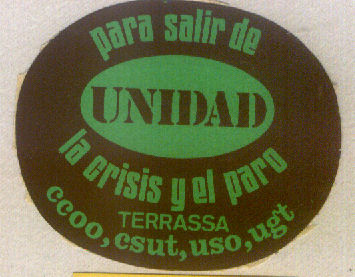 para salir de
UNIDAD
la crisis y el paro
TERRASSA
ccoo, csut, uso, ugt